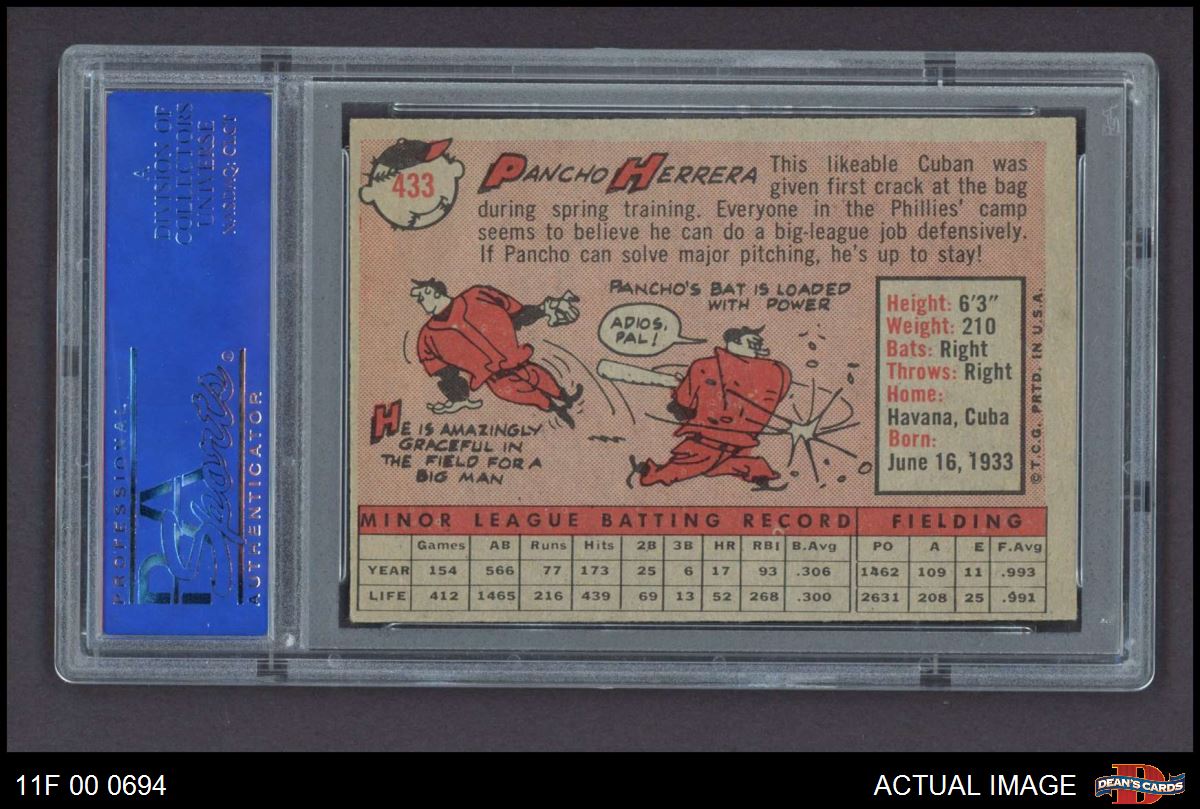 A
DIVISION OF
COLLECTORS
UNIVERSE
NASDAQ: CLCT
PROFESSIONAL
PSA
Sports®
AUTHENTICATOR
433
PANCHO HERRERA
This likeable Cuban was
given first crack at the bag
during spring training. Everyone in the Phillies' camp
seems to believe he can do a big-league job defensively.
If Pancho can solve major pitching, he's up to stay!
HE IS AMAZINGLY
GRACEFUL IN
THE FIELD FOR A
BIG MAN
PANCHO'S BAT IS LOADED
WITH POWER
ADIOS,
PAL!
Height: 6'3"
Weight: 210
Bats: Right
Throws: Right
Home:
Havana, Cuba
Born:
June 16, 1933
© T.C.G. PRTD. IN U.S.A.
MINOR LEAGUE BATTING RECORD FIELDING
Games AB Runs Hits 2B 3B HR RBI B.Avg PO A E F.Avg
YEAR 154 566 77 173 25 6 17 93 .306 1462 109 11 .993
LIFE 412 1465 216 439 69 13 52 268 .300 2631 208 25 .991
11F 00 0694
ACTUAL IMAGE
DEAN'S CARDS